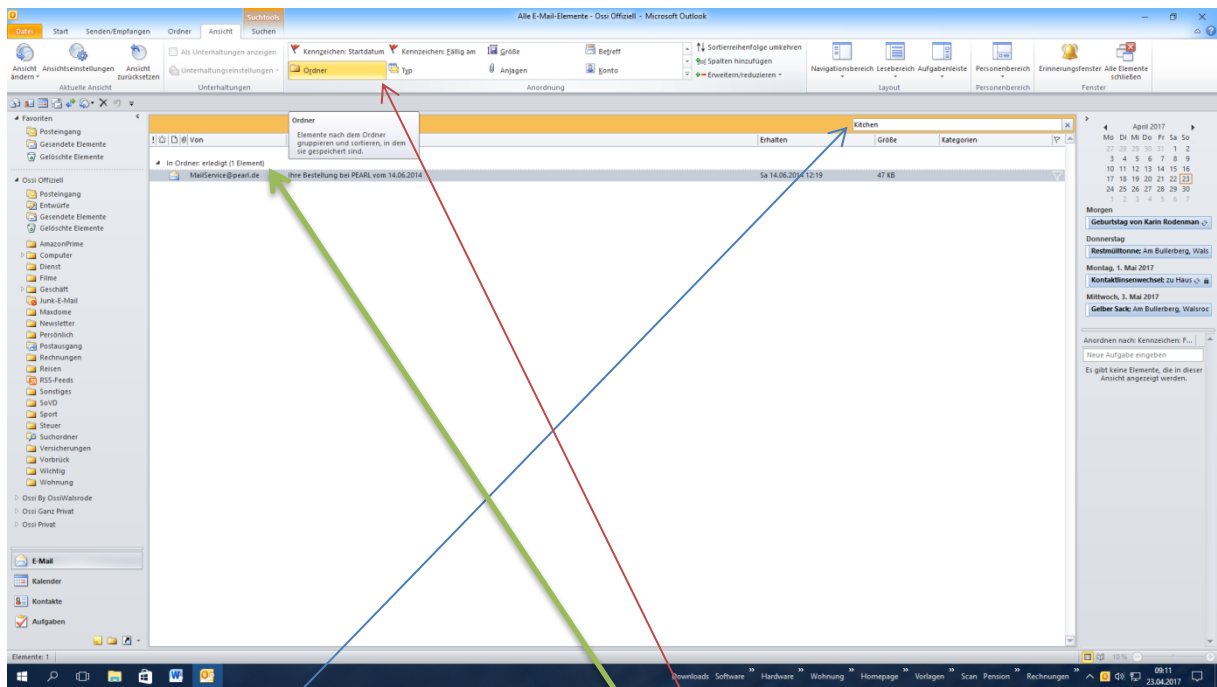 Suchtools
Alle E-Mail-Elemente - Ossi Offiziell - Microsoft Outlook
Datei Start Senden/Empfangen Ordner Ansicht Suchen
Ansicht ändern
Ansichtseinstellungen
Ansicht zurücksetzen
Aktuelle Ansicht
Als Unterhaltungen anzeigen
Unterhaltungseinstellungen
Unterhaltungen
Kennzeichen: Startdatum Kennzeichen: Fällig am Größe Betreff
Ordner Typ Anlagen Konto
Sortierreihenfolge umkehren
Spalten hinzufügen
Erweitern/reduzieren
Anordnung
Navigationsbereich Lesebereich Aufgabenleiste
Layout
Personenbereich
Personenbereich
Erinnerungsfenster Alle Elemente schließen
Fenster
Ordner
Elemente nach dem Ordner
gruppieren und sortieren, in dem
sie gespeichert sind.
Kitchen
Von Erhalten Größe Kategorien
In Ordner: erledigt (1 Element)
MailService@pearl.de Ihre Bestellung bei PEARL vom 14.06.2014 Sa 14.06.2014 12:19 47 KB
Favoriten
Posteingang
Gesendete Elemente
Gelöschte Elemente
Ossi Offiziell
Posteingang
Entwürfe
Gesendete Elemente
Gelöschte Elemente
AmazonPrime
Computer
Dienst
Filme
Geschäft
Junk-E-Mail
Maxdome
Newsletter
Persönlich
Postausgang
Rechnungen
Reisen
RSS-Feeds
Sonstiges
SoVD
Sport
Steuer
Suchordner
Versicherungen
Vorbrück
Wichtig
Wohnung
Ossi By OssiWalsrode
Ossi Ganz Privat
Ossi Privat
E-Mail
Kalender
Kontakte
Aufgaben
April 2017
Mo Di Mi Do Fr Sa So
27 28 29 30 31 1 2
3 4 5 6 7 8 9
10 11 12 13 14 15 16
17 18 19 20 21 22 23
24 25 26 27 28 29 30
1 2 3 4 5 6 7
Morgen
Geburtstag von Karin Rodenman
Donnerstag
Restmülltonne; Am Bullerberg, Wals
Montag, 1. Mai 2017
Kontaktlinsenwechsel; zu Haus
Mittwoch, 3. Mai 2017
Gelber Sack; Am Bullerberg, Walsroc
Anordnen nach: Kennzeichen: F...
Neue Aufgabe eingeben
Es gibt keine Elemente, die in dieser
Ansicht angezeigt werden.
Elemente: 1
10 %
Downloads Software Hardware Wohnung Homepage Vorlagen Scan Pension Rechnungen
09:11
23.04.2017